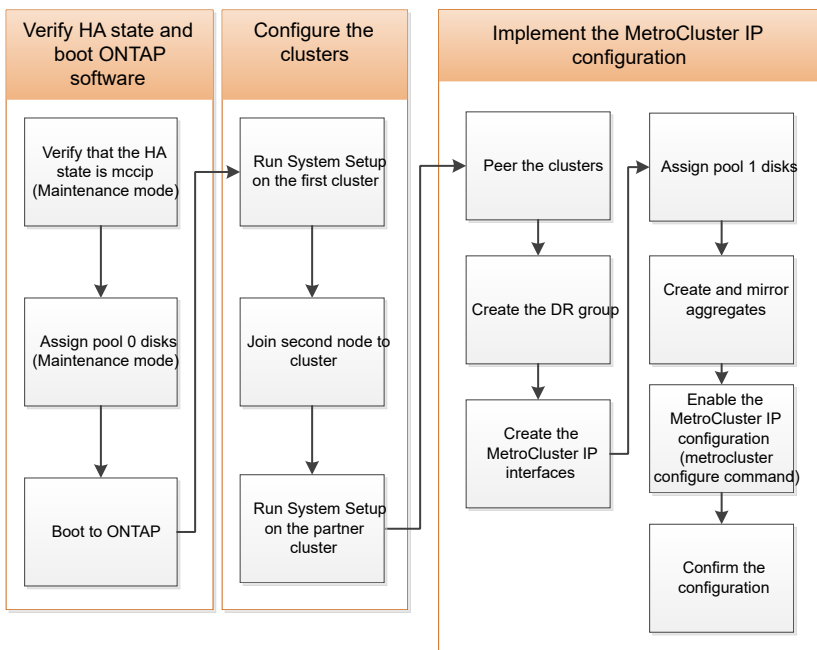 Verify HA state and
boot ONTAP
software
Verify that the HA
state is mccip
(Maintenance mode)
Assign pool 0 disks
(Maintenance mode)
Boot to ONTAP
Configure the
clusters
Run System Setup
on the first cluster
Join second node to
cluster
Run System Setup
on the partner
cluster
Implement the MetroCluster IP
configuration
Peer the clusters
Create the DR group
Create the
MetroCluster IP
interfaces
Assign pool 1 disks
Create and mirror
aggregates
Enable the
MetroCluster IP
configuration
(metrocluster
configure command)
Confirm the
configuration